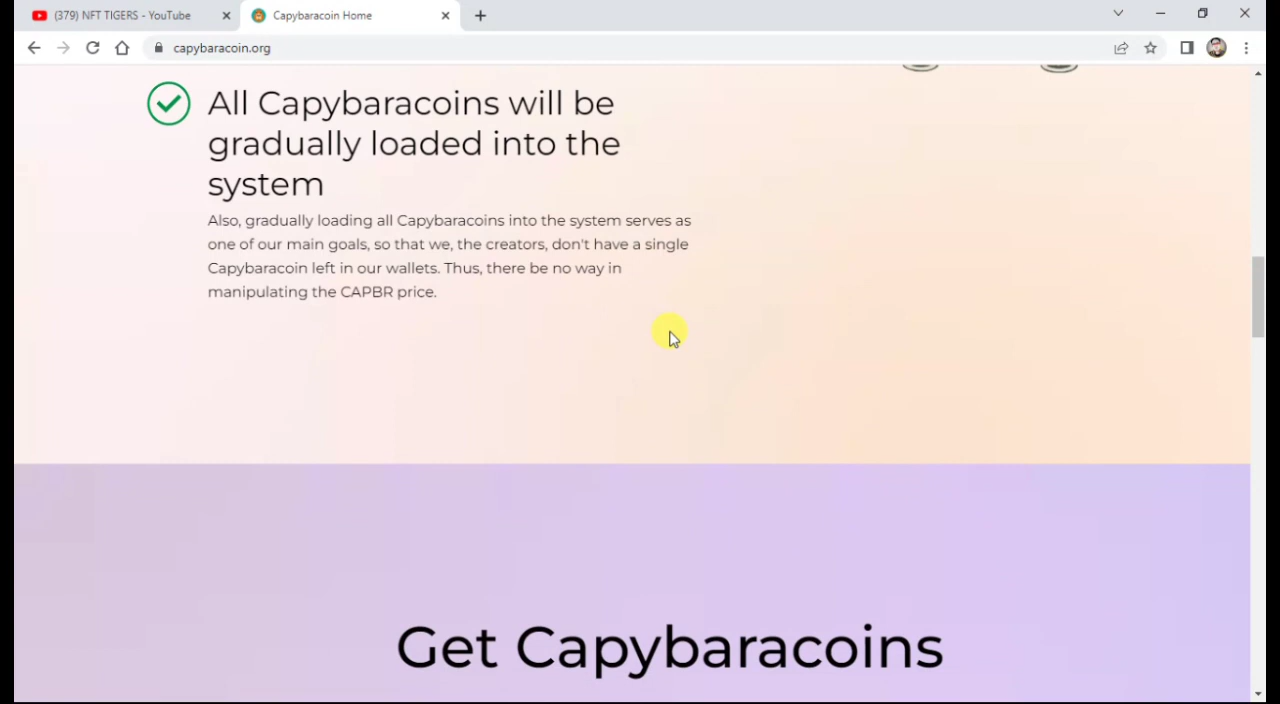 (379) NFT TIGERS - YouTube
Capybaracoin Home
capybaracoin.org
All Capybaracoins will be
gradually loaded into the
system
Also, gradually loading all Capybaracoins into the system serves as
one of our main goals, so that we, the creators, don't have a single
Capybaracoin left in our wallets. Thus, there be no way in
manipulating the CAPBR price.
Get Capybaracoins